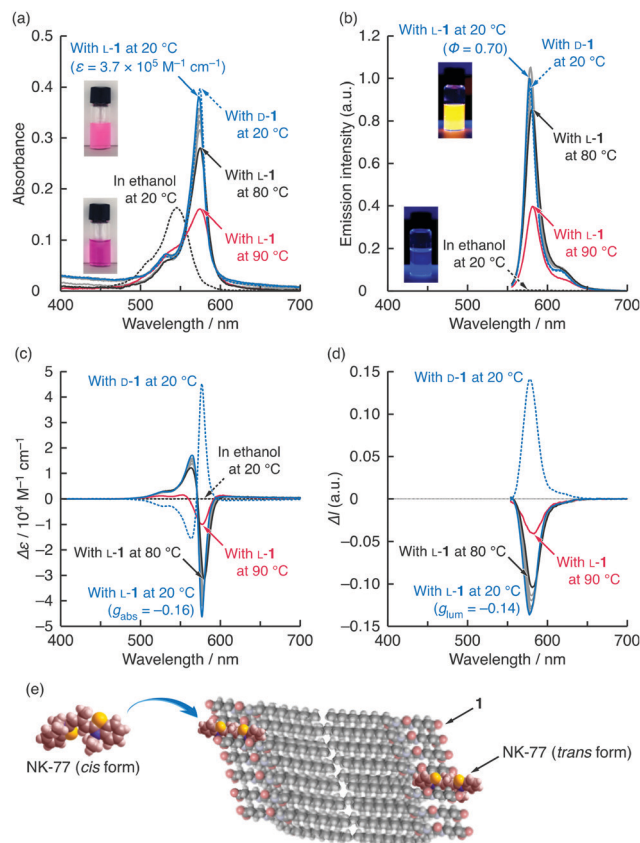 (a)
With L-1 at 20 °C
(ε = 3.7 × 10⁵ M⁻¹ cm⁻¹)
With D-1
at 20 °C
With L-1
at 80 °C
In ethanol
at 20 °C
With L-1
at 90 °C
Absorbance
0.5
0.4
0.3
0.2
0.1
0
400
500
600
700
Wavelength / nm
(b)
With L-1 at 20 °C
(Φ = 0.70)
With D-1
at 20 °C
With L-1
at 80 °C
With L-1
at 90 °C
In ethanol
at 20 °C
Emission intensity (a.u.)
1.2
1.0
0.8
0.6
0.4
0.2
0
400
500
600
700
Wavelength / nm
(c)
With D-1 at 20 °C
In ethanol
at 20 °C
With L-1 at 80 °C
With L-1
at 90 °C
With L-1 at 20 °C
(gabs = −0.16)
Δε / 10⁴ M⁻¹ cm⁻¹
5
4
3
2
1
0
−1
−2
−3
−4
−5
400
500
600
700
Wavelength / nm
(d)
With D-1 at 20 °C
With L-1 at 80 °C
With L-1
at 90 °C
With L-1 at 20 °C
(glum = −0.14)
ΔI (a.u.)
0.15
0.10
0.05
0
−0.05
−0.10
−0.15
400
500
600
700
Wavelength / nm
(e)
1
NK-77 (cis form)
NK-77 (trans form)